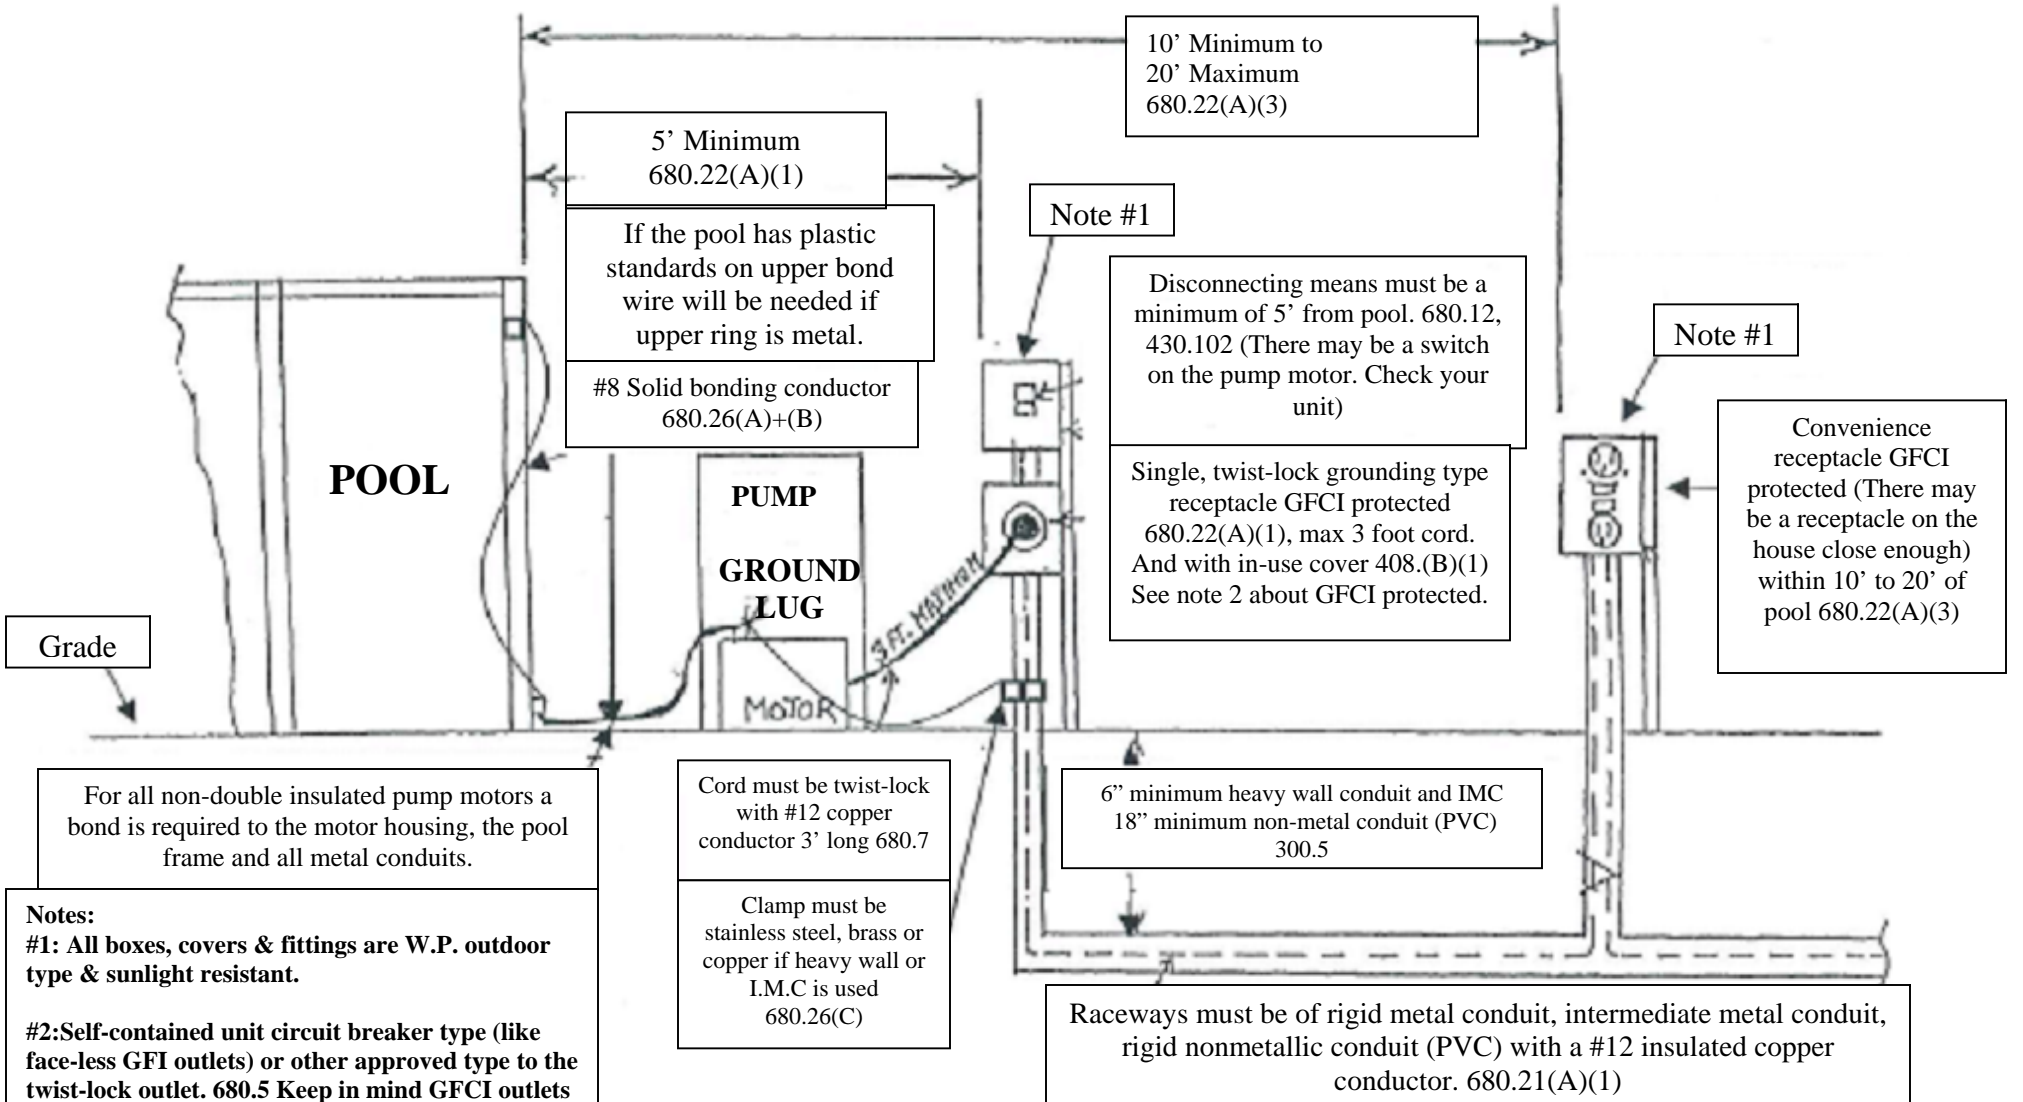 10’ Minimum to
20’ Maximum
680.22(A)(3)
5’ Minimum
680.22(A)(1)
If the pool has plastic
standards on upper bond
wire will be needed if
upper ring is metal.
#8 Solid bonding conductor
680.26(A)+(B)
Note #1
Disconnecting means must be a
minimum of 5’ from pool. 680.12,
430.102 (There may be a switch
on the pump motor. Check your
unit)
Single, twist-lock grounding type
receptacle GFCI protected
680.22(A)(1), max 3 foot cord.
And with in-use cover 408.(B)(1)
See note 2 about GFCI protected.
Note #1
Convenience
receptacle GFCI
protected (There may
be a receptacle on the
house close enough)
within 10’ to 20’ of
pool 680.22(A)(3)
POOL
PUMP
GROUND
LUG
3 FT. MAXIMUM
MOTOR
Grade
For all non-double insulated pump motors a
bond is required to the motor housing, the pool
frame and all metal conduits.
Cord must be twist-lock
with #12 copper
conductor 3’ long 680.7
Clamp must be
stainless steel, brass or
copper if heavy wall or
I.M.C is used
680.26(C)
6” minimum heavy wall conduit and IMC
18” minimum non-metal conduit (PVC)
300.5
Raceways must be of rigid metal conduit, intermediate metal conduit,
rigid nonmetallic conduit (PVC) with a #12 insulated copper
conductor. 680.21(A)(1)
Notes:
#1: All boxes, covers & fittings are W.P. outdoor
type & sunlight resistant.
#2:Self-contained unit circuit breaker type (like
face-less GFI outlets) or other approved type to the
twist-lock outlet. 680.5 Keep in mind GFCI outlets